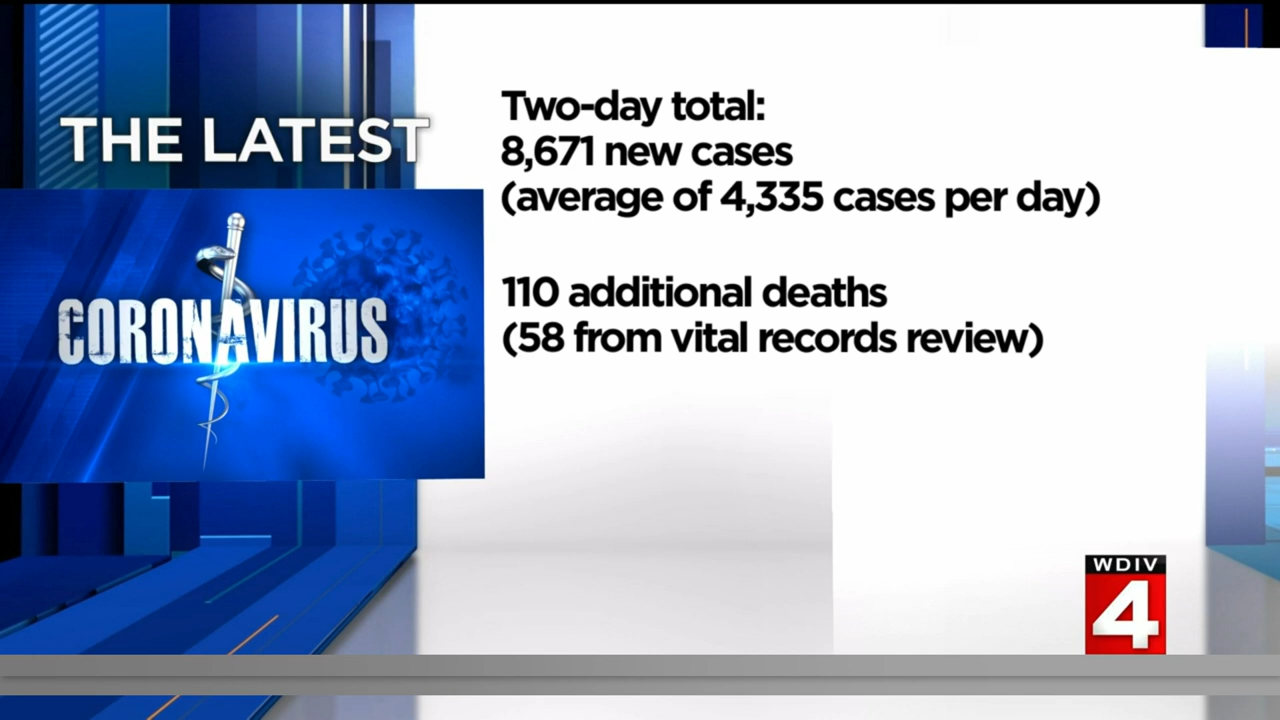 THE LATEST
CORONAVIRUS
Two-day total:
8,671 new cases
(average of 4,335 cases per day)
110 additional deaths
(58 from vital records review)
WDIV
4